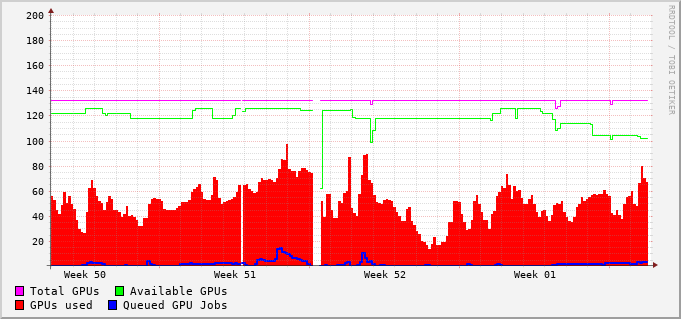 200
180
160
140
120
100
80
60
40
20
Week 50 Week 51 Week 52 Week 01
Total GPUs Available GPUs
GPUs used Queued GPU Jobs
RRDTOOL / TOBI OETIKER